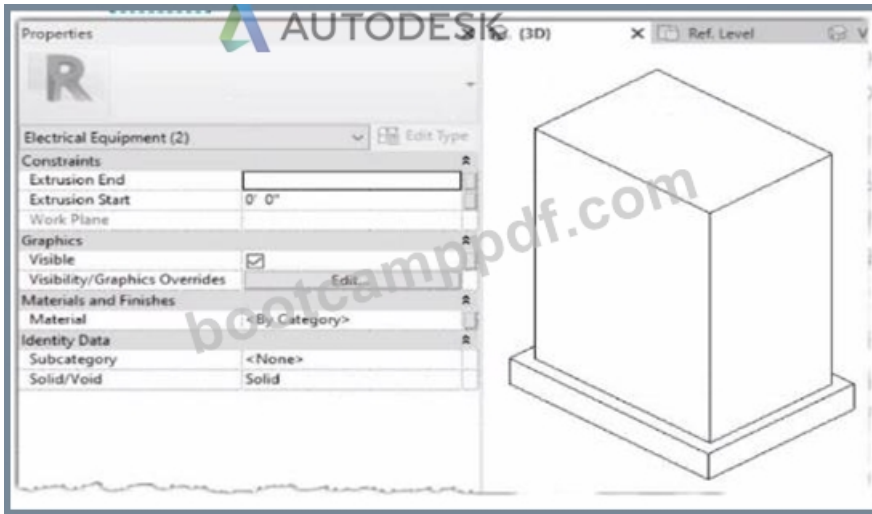 AUTODESK
Properties
(3D)
Ref. Level
V
R
Electrical Equipment (2)
Edit Type
Constraints
Extrusion End
Extrusion Start 0' 0"
Work Plane
Graphics
Visible
Visibility/Graphics Overrides Edit...
Materials and Finishes
Material <By Category>
Identity Data
Subcategory <None>
Solid/Void Solid
bootcamppdf.com